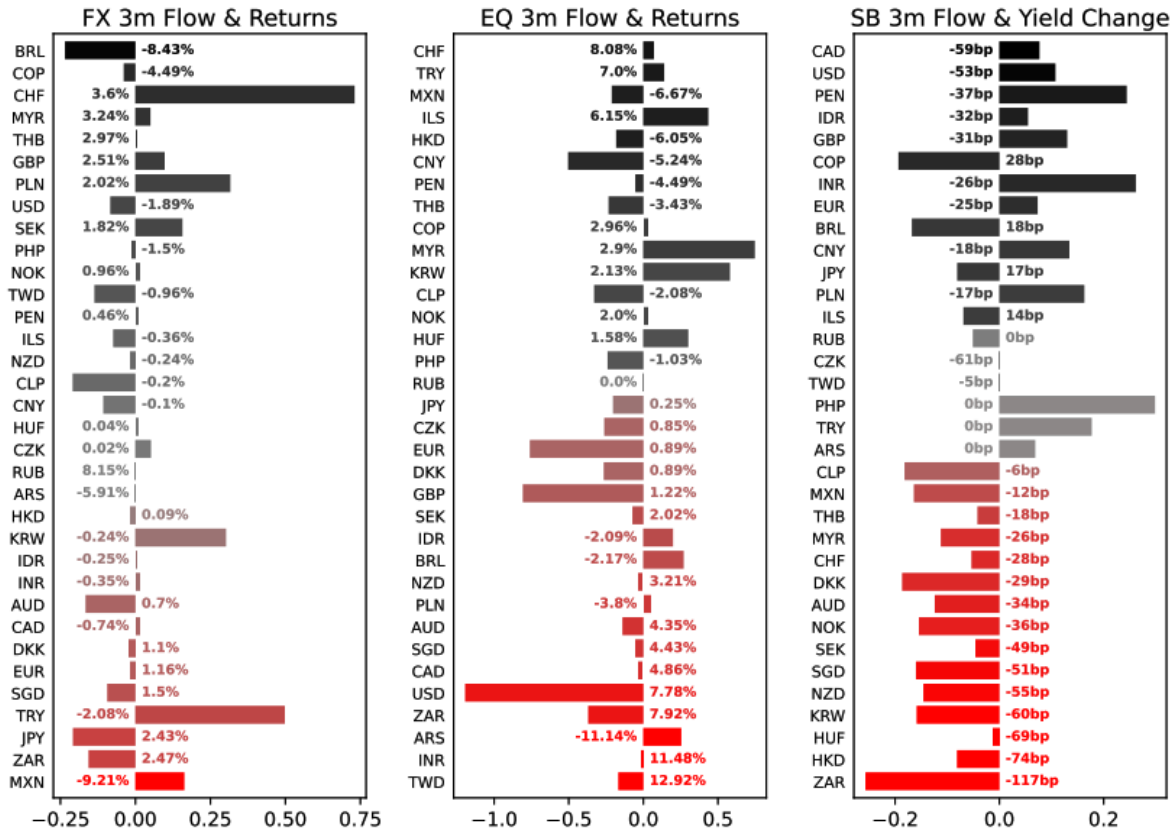 FX 3m Flow & Returns
BRL -8.43%
COP -4.49%
CHF 3.6%
MYR 3.24%
THB 2.97%
GBP 2.51%
PLN 2.02%
USD -1.89%
SEK 1.82%
PHP -1.5%
NOK 0.96%
TWD -0.96%
PEN 0.46%
ILS -0.36%
NZD -0.24%
CLP -0.2%
CNY -0.1%
HUF 0.04%
CZK 0.02%
RUB 8.15%
ARS -5.91%
HKD 0.09%
KRW -0.24%
IDR -0.25%
INR -0.35%
AUD 0.7%
CAD -0.74%
DKK 1.1%
EUR 1.16%
SGD 1.5%
TRY -2.08%
JPY 2.43%
ZAR 2.47%
MXN -9.21%
−0.25 0.00 0.25 0.50 0.75
EQ 3m Flow & Returns
CHF 8.08%
TRY 7.0%
MXN -6.67%
ILS 6.15%
HKD -6.05%
CNY -5.24%
PEN -4.49%
THB -3.43%
COP 2.96%
MYR 2.9%
KRW 2.13%
CLP -2.08%
NOK 2.0%
HUF 1.58%
PHP -1.03%
RUB 0.0%
JPY 0.25%
CZK 0.85%
EUR 0.89%
DKK 0.89%
GBP 1.22%
SEK 2.02%
IDR -2.09%
BRL -2.17%
NZD 3.21%
PLN -3.8%
AUD 4.35%
SGD 4.43%
CAD 4.86%
USD 7.78%
ZAR 7.92%
ARS -11.14%
INR 11.48%
TWD 12.92%
−1.0 −0.5 0.0 0.5
SB 3m Flow & Yield Change
CAD -59bp
USD -53bp
PEN -37bp
IDR -32bp
GBP -31bp
COP 28bp
INR -26bp
EUR -25bp
BRL 18bp
CNY -18bp
JPY 17bp
PLN -17bp
ILS 14bp
RUB 0bp
CZK -61bp
TWD -5bp
PHP 0bp
TRY 0bp
ARS 0bp
CLP -6bp
MXN -12bp
THB -18bp
MYR -26bp
CHF -28bp
DKK -29bp
AUD -34bp
NOK -36bp
SEK -49bp
SGD -51bp
NZD -55bp
KRW -60bp
HUF -69bp
HKD -74bp
ZAR -117bp
−0.2 0.0 0.2